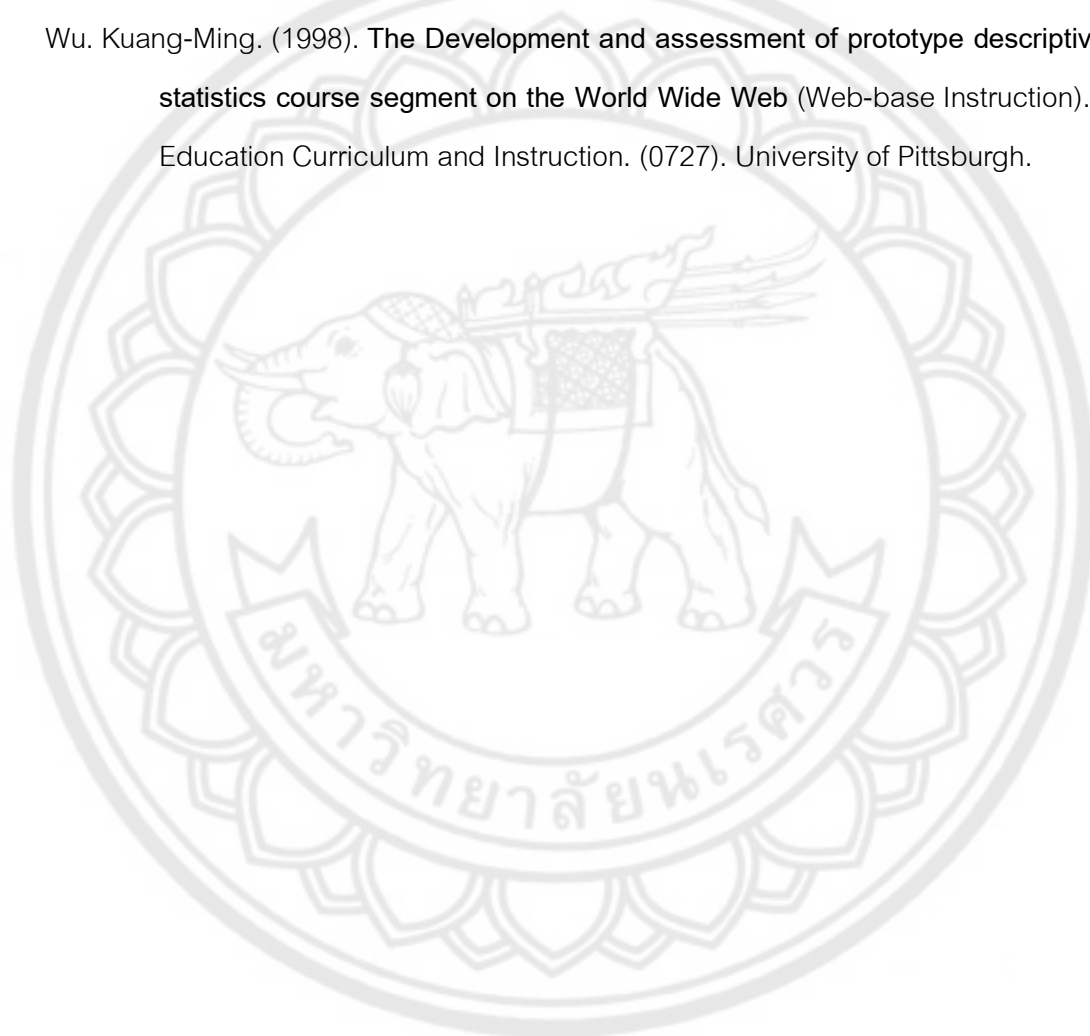 Wu. Kuang-Ming. (1998). The Development and assessment of prototype descriptiv
statistics course segment on the World Wide Web (Web-base Instruction).
Education Curriculum and Instruction. (0727). University of Pittsburgh.
มหาวิทยาลัยนเรศวร